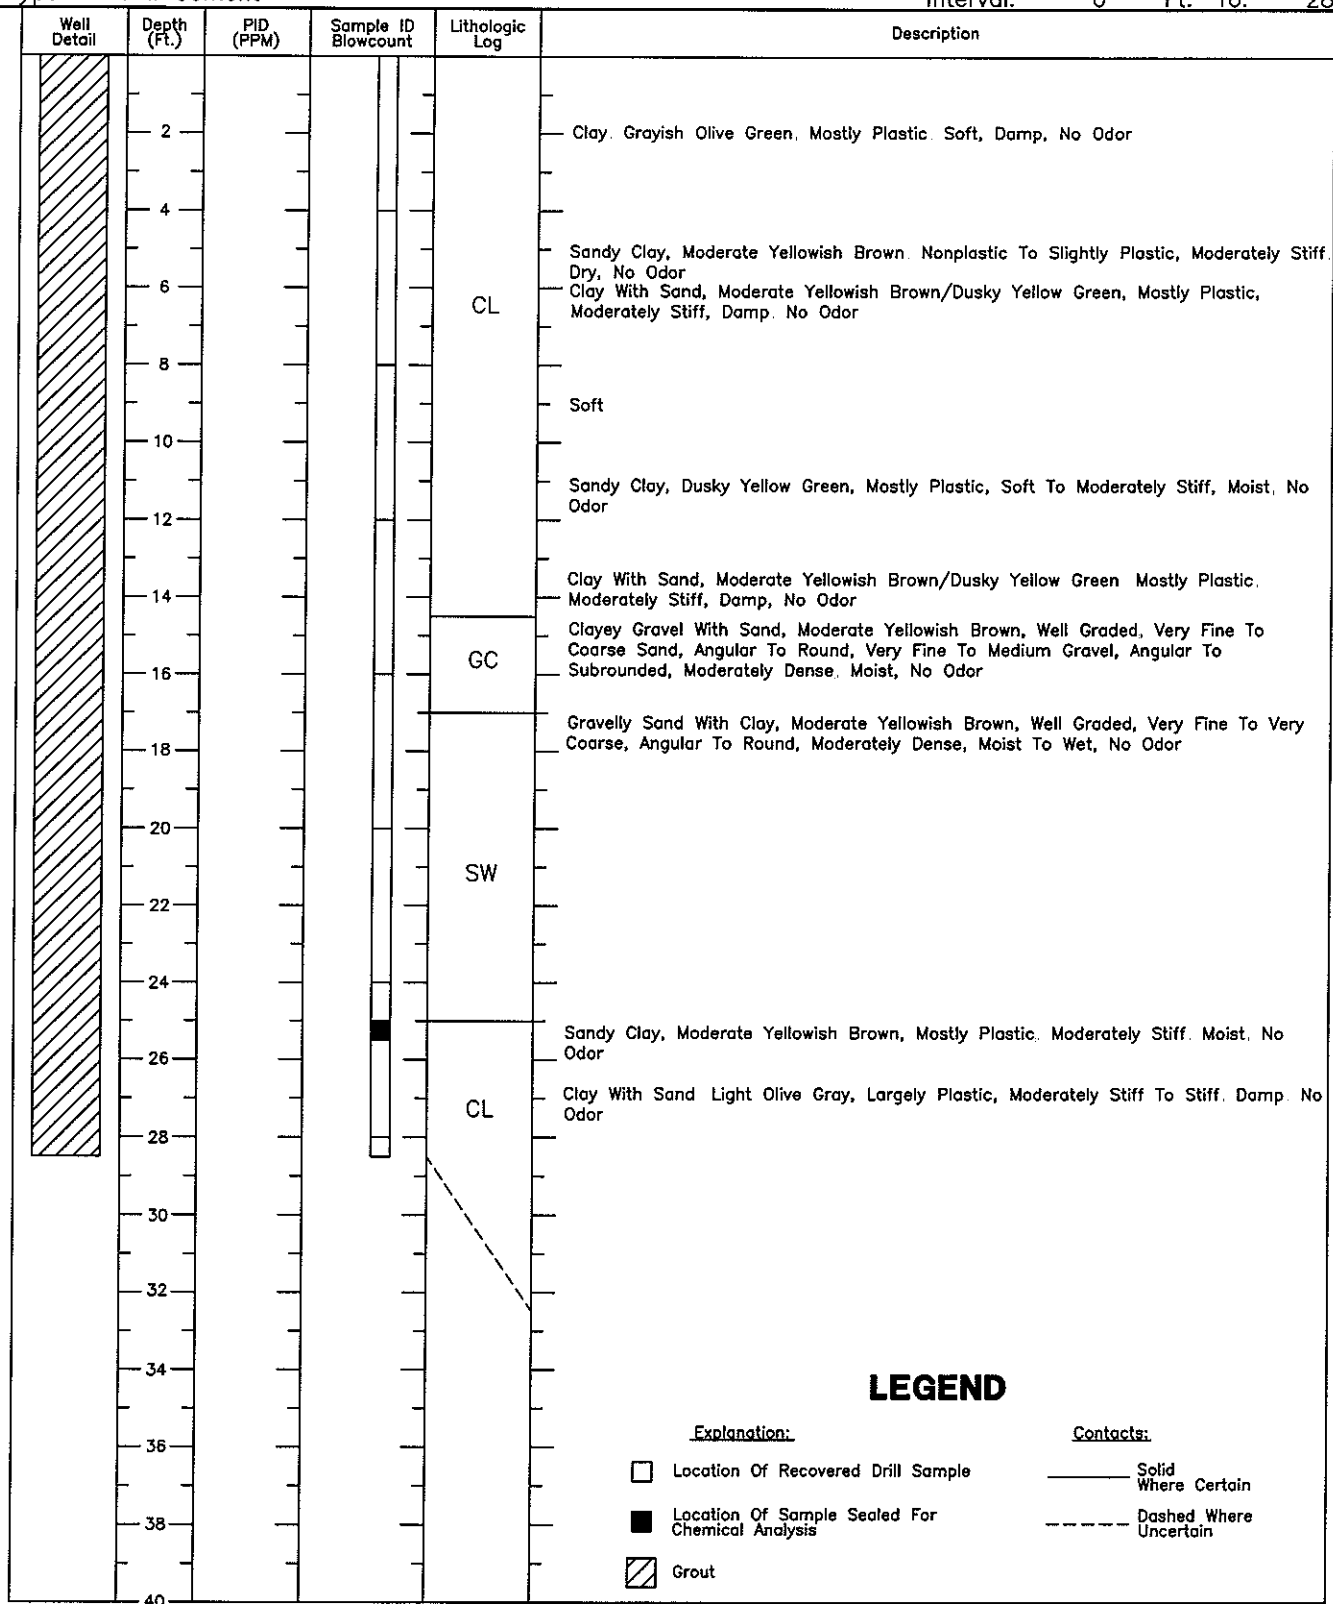 Interval: 0 Ft. To: 28
Well Detail
Depth (Ft.)
PID (PPM)
Sample ID Blowcount
Lithologic Log
Description
2
Clay. Grayish Olive Green, Mostly Plastic. Soft, Damp, No Odor
4
Sandy Clay, Moderate Yellowish Brown. Nonplastic To Slightly Plastic, Moderately Stiff.
Dry, No Odor
6
Clay With Sand, Moderate Yellowish Brown/Dusky Yellow Green, Mostly Plastic,
Moderately Stiff, Damp. No Odor
CL
8
Soft
10
Sandy Clay, Dusky Yellow Green, Mostly Plastic, Soft To Moderately Stiff, Moist, No
Odor
12
Clay With Sand, Moderate Yellowish Brown/Dusky Yellow Green Mostly Plastic.
Moderately Stiff, Damp, No Odor
14
Clayey Gravel With Sand, Moderate Yellowish Brown, Well Graded, Very Fine To
Coarse Sand, Angular To Round, Very Fine To Medium Gravel, Angular To
Subrounded, Moderately Dense, Moist, No Odor
GC
16
Gravelly Sand With Clay, Moderate Yellowish Brown, Well Graded, Very Fine To Very
Coarse, Angular To Round, Moderately Dense, Moist To Wet, No Odor
18
20
SW
22
24
Sandy Clay, Moderate Yellowish Brown, Mostly Plastic. Moderately Stiff. Moist, No
Odor
26
Clay With Sand Light Olive Gray, Largely Plastic, Moderately Stiff To Stiff. Damp. No
Odor
CL
28
30
32
34
36
38
40
LEGEND
Explanation:
Location Of Recovered Drill Sample
Location Of Sample Sealed For
Chemical Analysis
Grout
Contacts:
Solid
Where Certain
Dashed Where
Uncertain